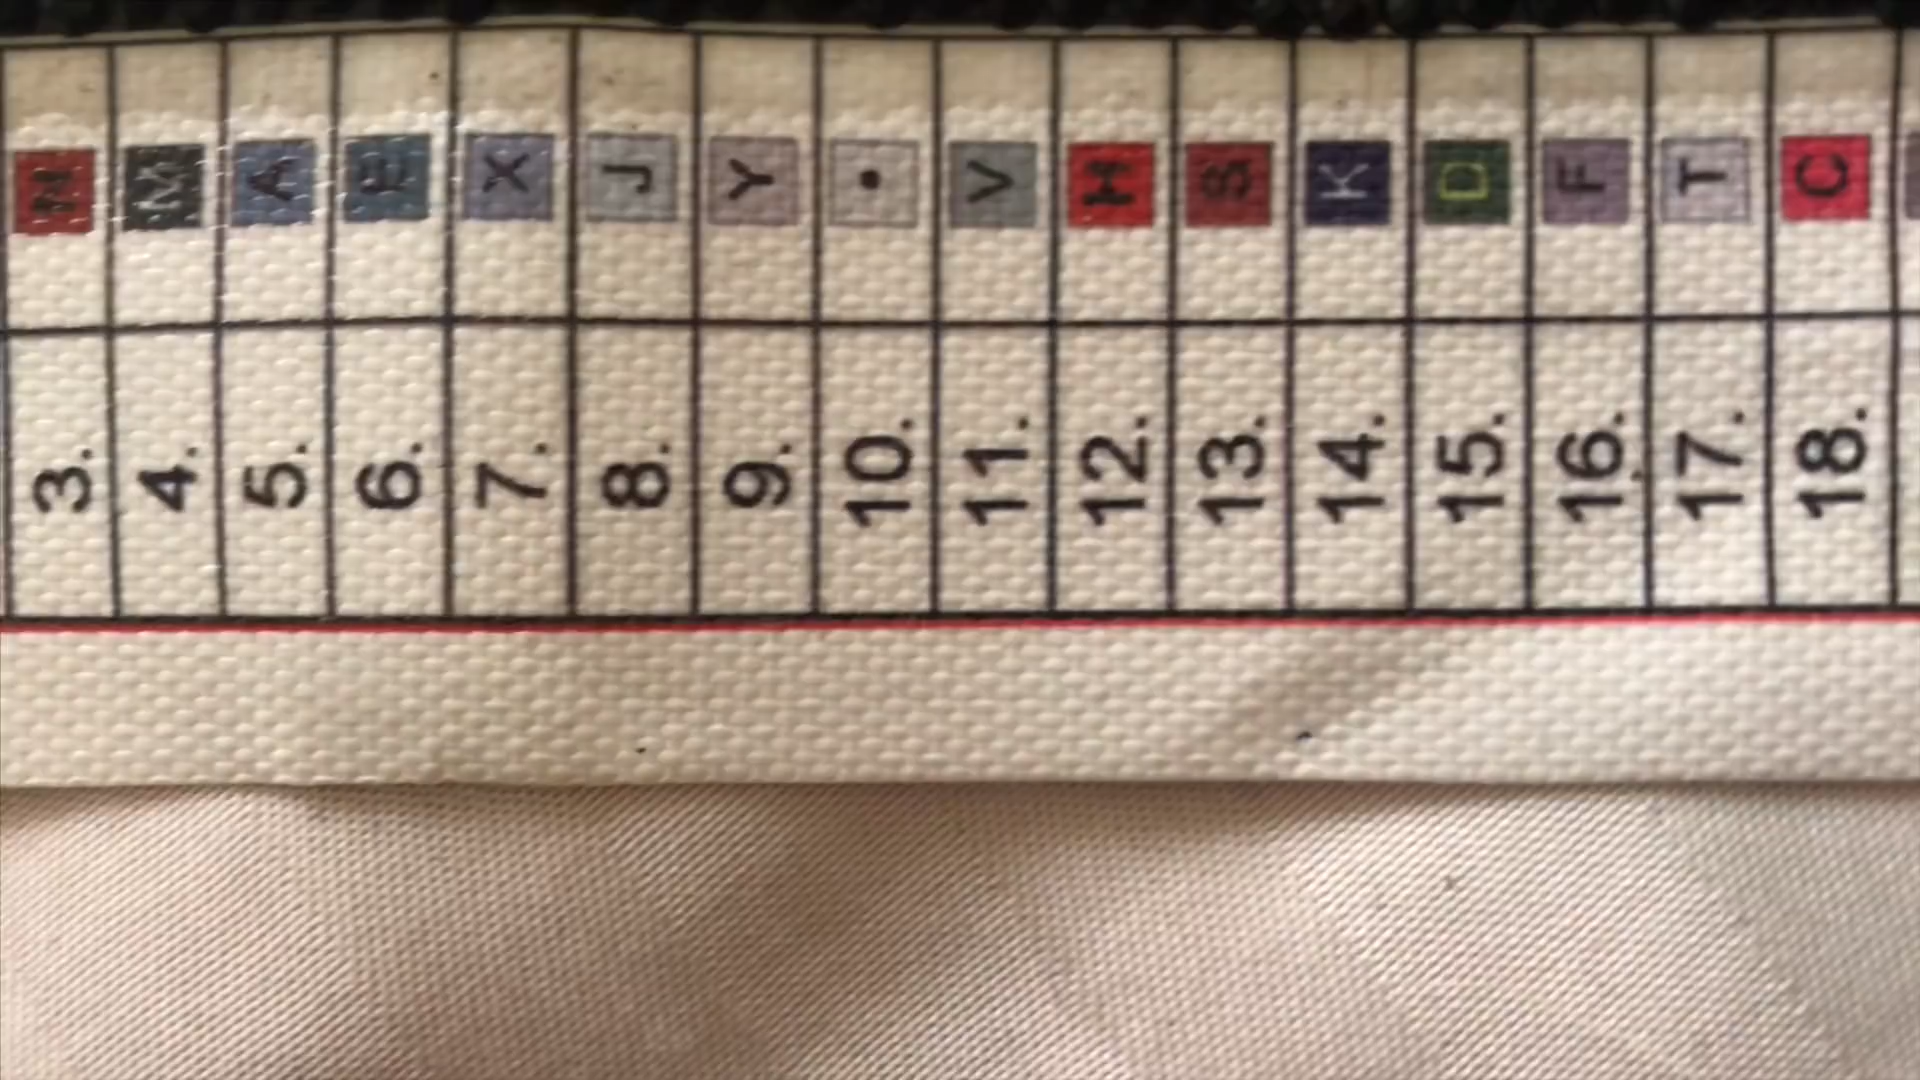 3.
4. M
5. A
6. E
7. X
8. J
9. Y
10. •
11. V
12. H
13. S
14. K
15. D
16. F
17. T
18. C